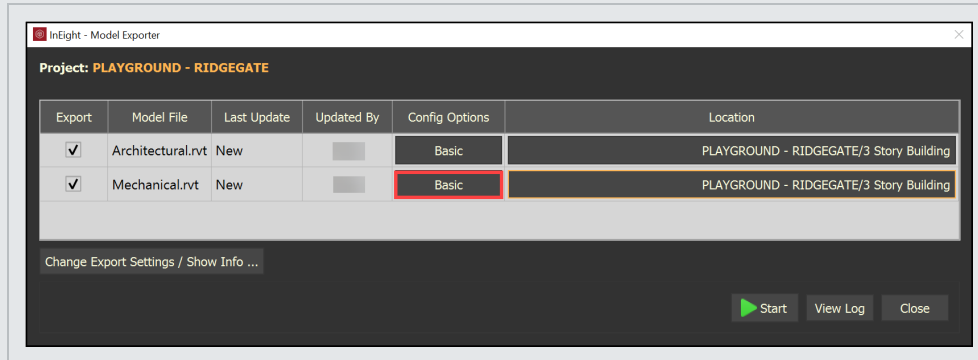 InEight - Model Exporter
Project: PLAYGROUND - RIDGEGATE
Export Model File Last Update Updated By Config Options Location
Architectural.rvt New Basic PLAYGROUND - RIDGEGATE/3 Story Building
Mechanical.rvt New Basic PLAYGROUND - RIDGEGATE/3 Story Building
Change Export Settings / Show Info ...
Start View Log Close